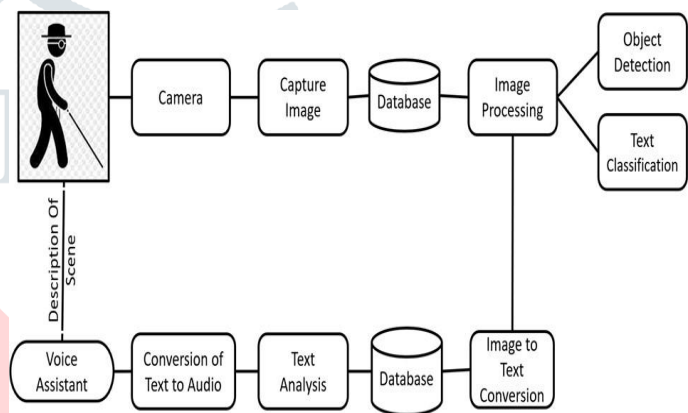 Camera
Capture
Image
Database
Image
Processing
Object
Detection
Text
Classification
Description Of
Scene
Voice
Assistant
Conversion of
Text to Audio
Text
Analysis
Database
Image to
Text
Conversion